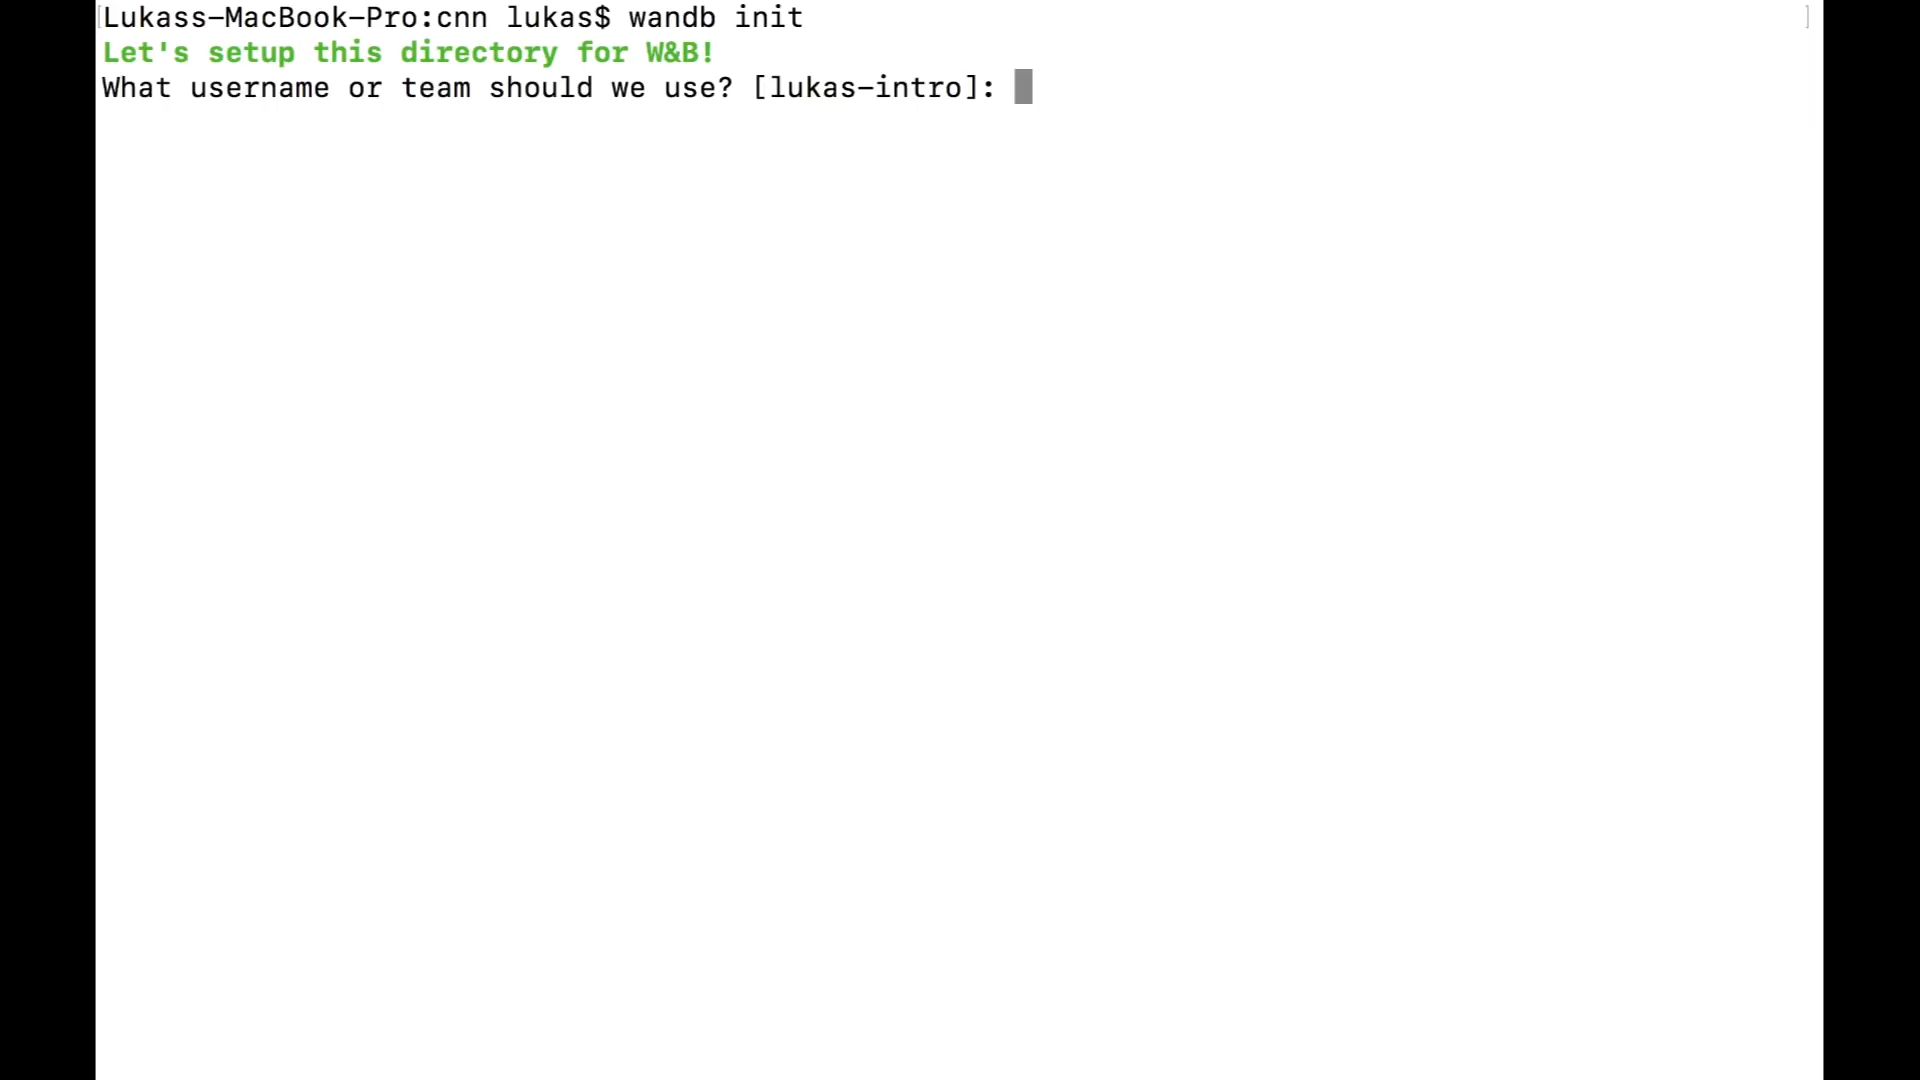 [Lukass-MacBook-Pro:cnn lukas$ wandb init ]
Let's setup this directory for W&B!
What username or team should we use? [lukas-intro]: